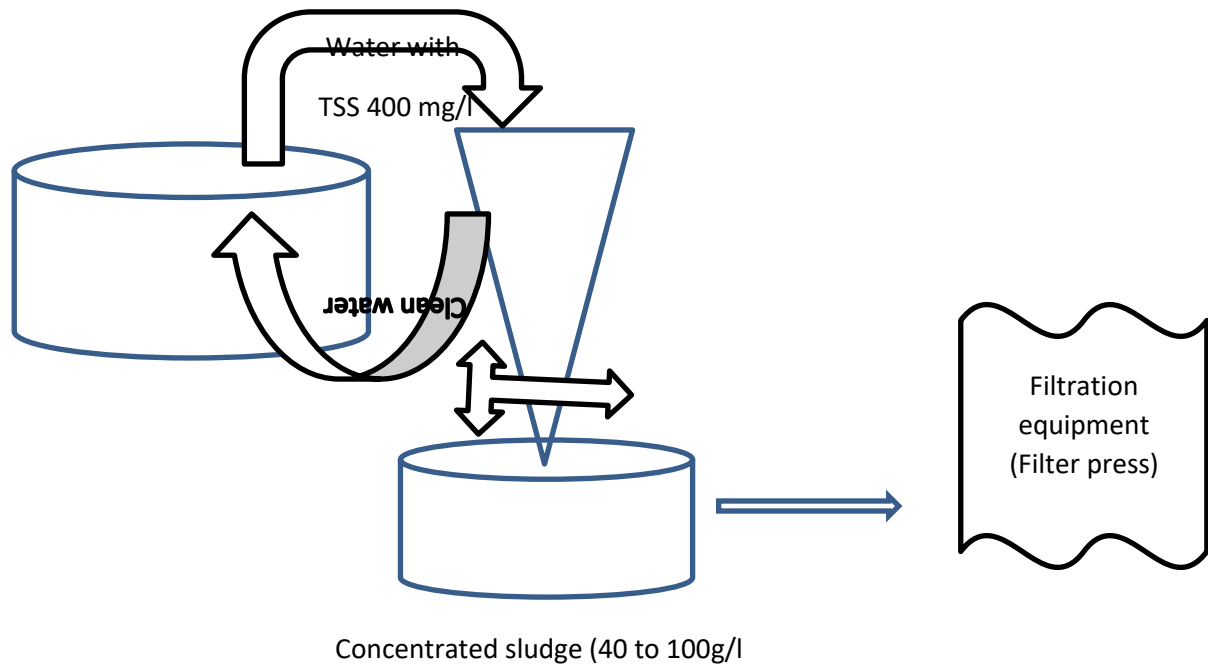 Water with
TSS 400 mg/l
Clean water
Filtration
equipment
(Filter press)
Concentrated sludge (40 to 100g/l